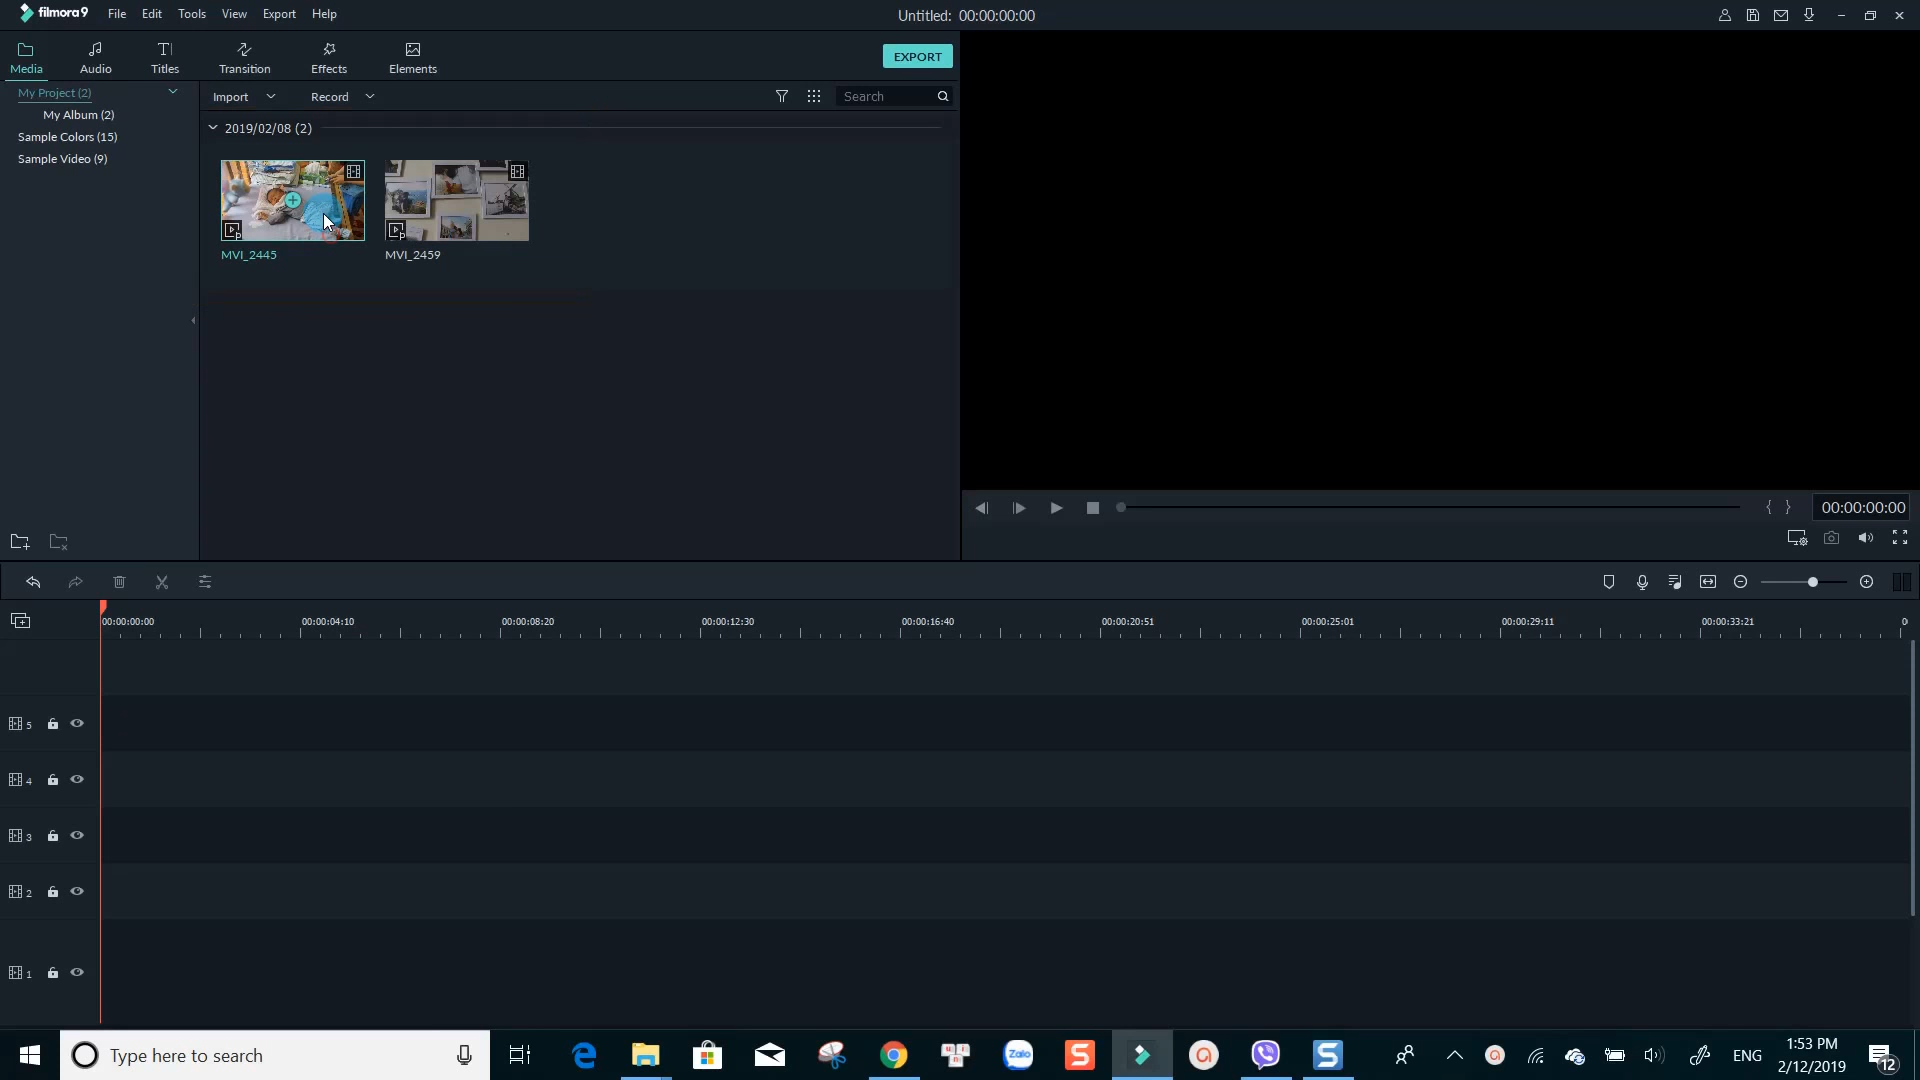 filmora9 File Edit Tools View Export Help Untitled: 00:00:00:00
Media Audio Titles Transition Effects Elements EXPORT
My Project (2)
My Album (2)
Sample Colors (15)
Sample Video (9)
Import Record Search
2019/02/08 (2)
MVI_2445 MVI_2459
00:00:00:00
00:00:00:00 00:00:04:10 00:00:08:20 00:00:12:30 00:00:16:40 00:00:20:51 00:00:25:01 00:00:29:11 00:00:33:21 0
5
4
3
2
1
Type here to search Zalo S S ENG 1:53 PM
2/12/2019 12